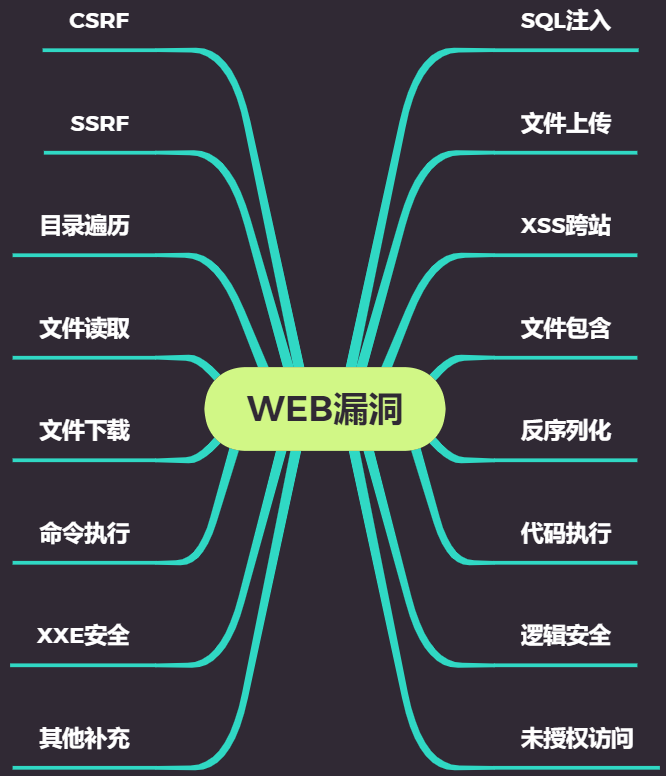 CSRF
SQL注入
SSRF
文件上传
目录遍历
XSS跨站
文件读取
文件包含
WEB漏洞
文件下载
反序列化
命令执行
代码执行
XXE安全
逻辑安全
其他补充
未授权访问